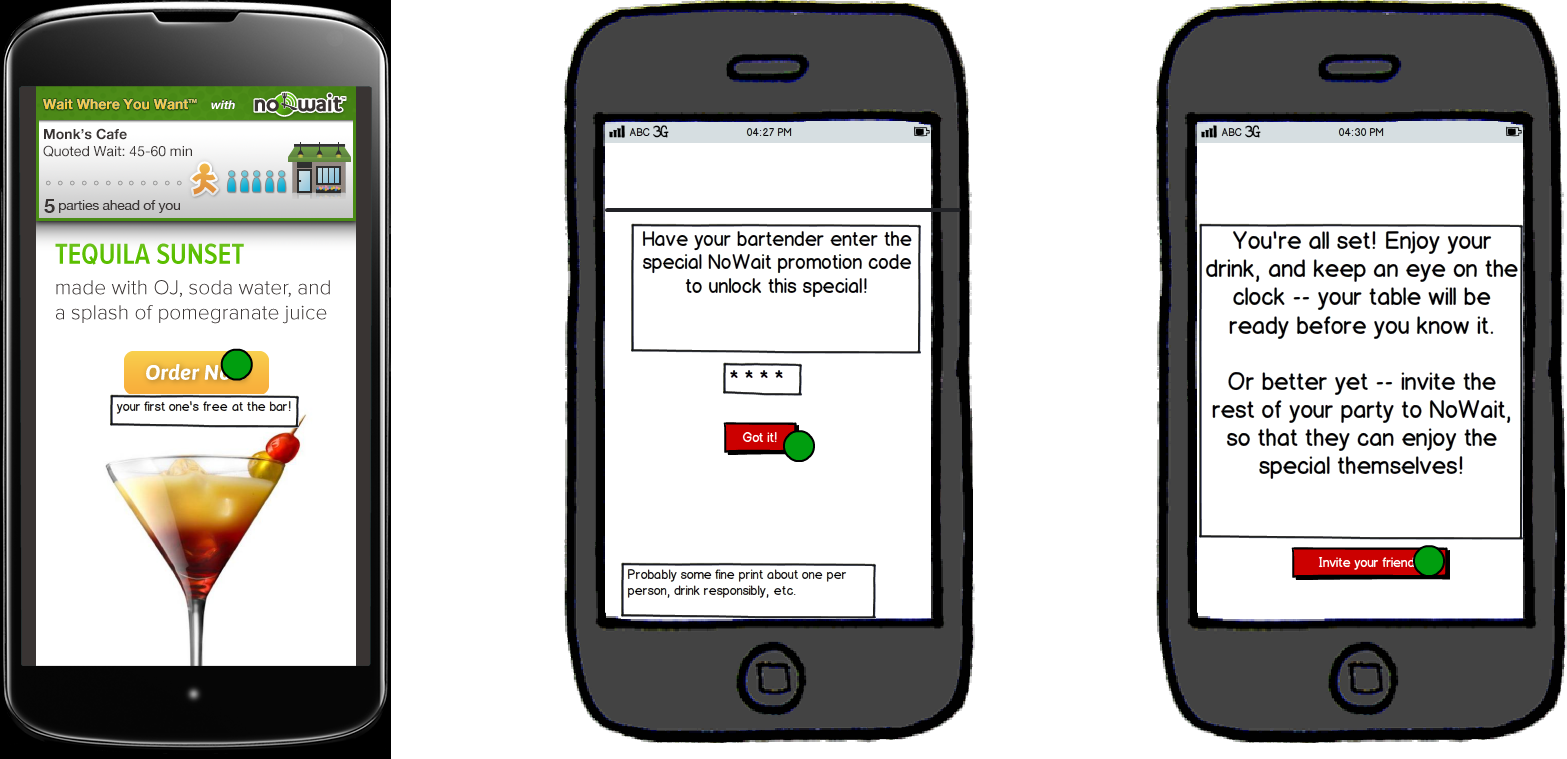 Wait Where You Want™ with nowait™
Monk's Cafe
Quoted Wait: 45-60 min
5 parties ahead of you
TEQUILA SUNSET
made with OJ, soda water, and
a splash of pomegranate juice
Order
your first one's free at the bar!
ABC 3G 04:27 PM
Have your bartender enter the
special NoWait promotion code
to unlock this special!
* * * *
Got it!
Probably some fine print about one per
person, drink responsibly, etc.
ABC 3G 04:30 PM
You're all set! Enjoy your
drink, and keep an eye on the
clock -- your table will be
ready before you know it.
Or better yet -- invite the
rest of your party to NoWait,
so that they can enjoy the
special themselves!
Invite your